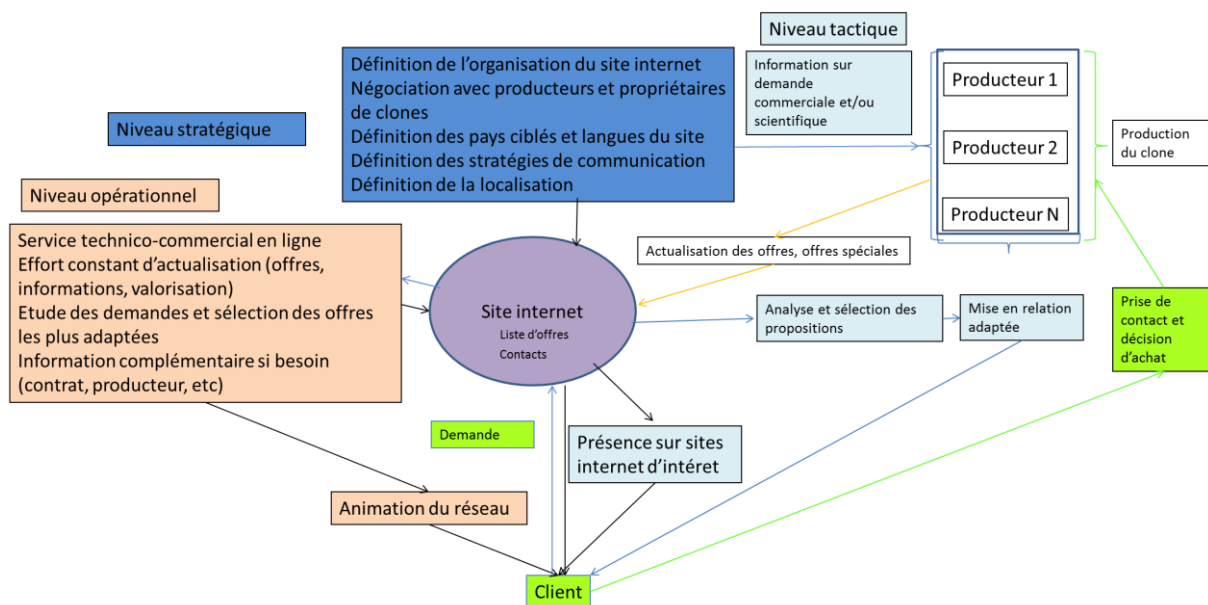 Niveau tactique
Définition de l’organisation du site internet
Négociation avec producteurs et propriétaires
de clones
Définition des pays ciblés et langues du site
Définition des stratégies de communication
Définition de la localisation
Information sur
demande
commerciale et/ou
scientifique
Producteur 1
Producteur 2
Producteur N
Production
du clone
Niveau stratégique
Niveau opérationnel
Service technico-commercial en ligne
Effort constant d’actualisation (offres,
informations, valorisation)
Etude des demandes et sélection des offres
les plus adaptées
Information complémentaire si besoin
(contrat, producteur, etc)
Actualisation des offres, offres spéciales
Site internet
Liste d’offres
Contacts
Analyse et sélection des
propositions
Mise en relation
adaptée
Prise de
contact et
décision
d’achat
Demande
Présence sur sites
internet d’intéret
Animation du réseau
Client